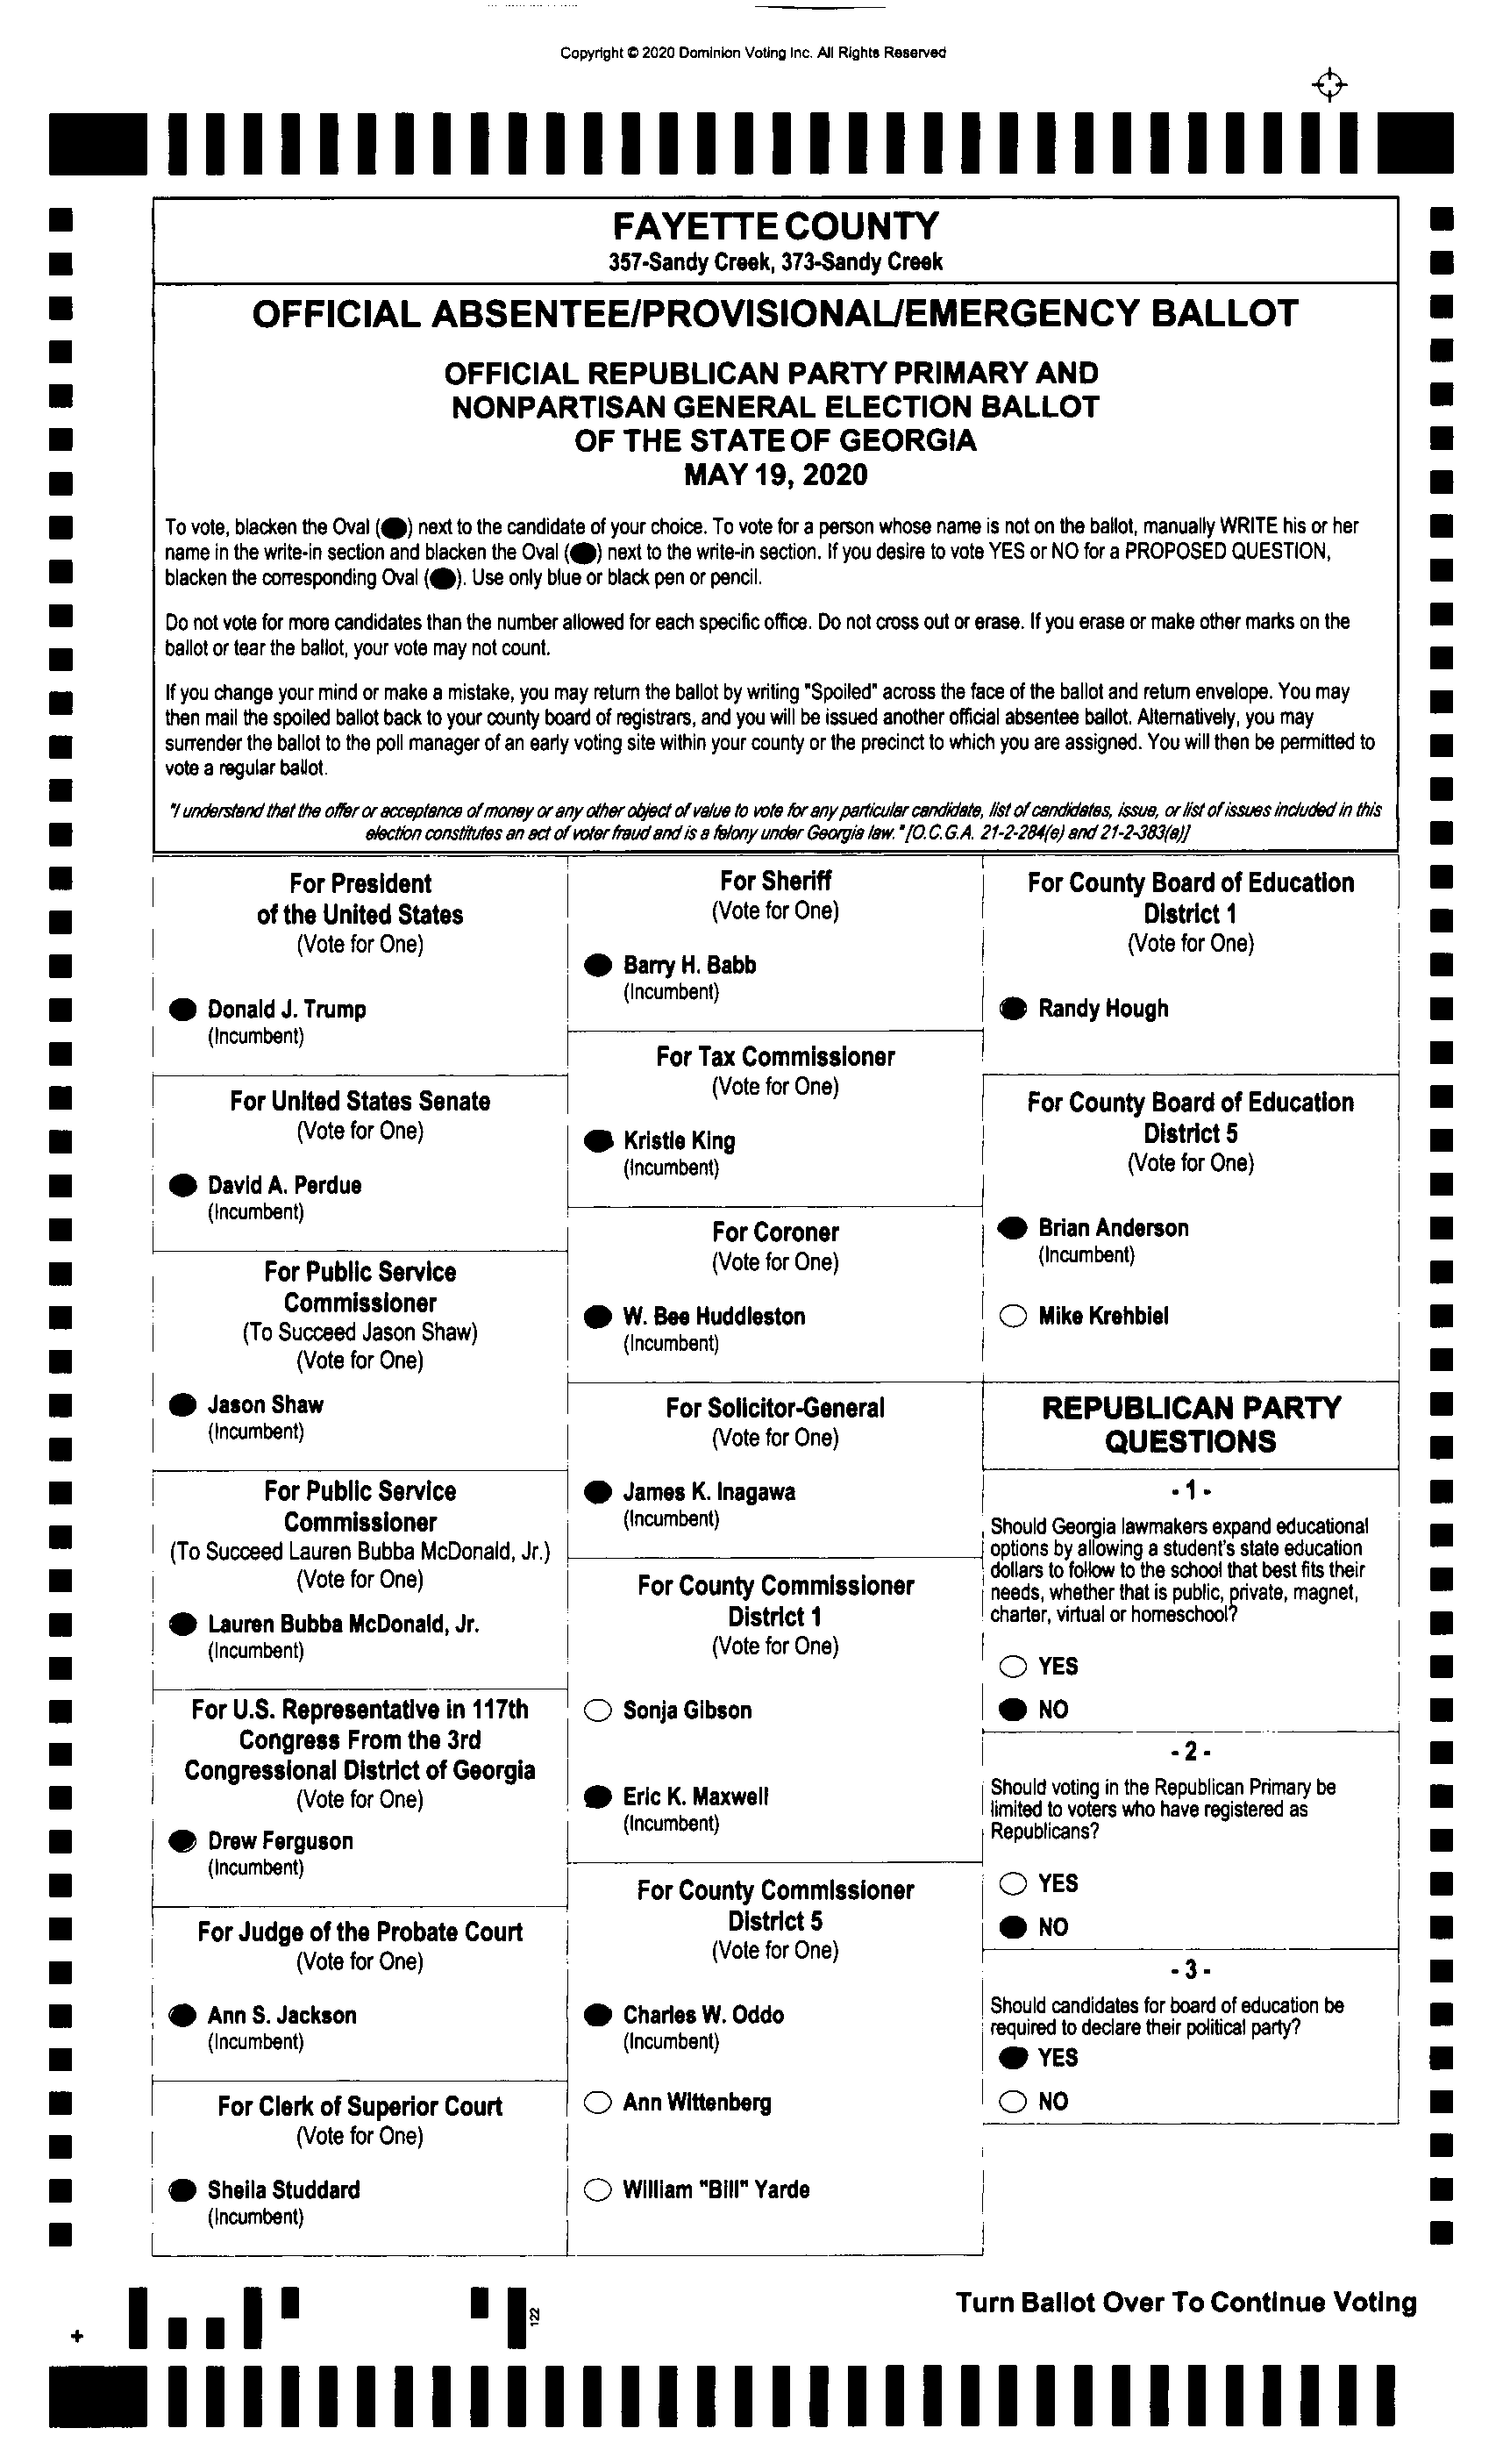 Copyright © 2020 Dominion Voting Inc. All Rights Reserved
FAYETTE COUNTY
357-Sandy Creek, 373-Sandy Creek
OFFICIAL ABSENTEE/PROVISIONAL/EMERGENCY BALLOT
OFFICIAL REPUBLICAN PARTY PRIMARY AND
NONPARTISAN GENERAL ELECTION BALLOT
OF THE STATE OF GEORGIA
MAY 19, 2020
To vote, blacken the Oval (●) next to the candidate of your choice. To vote for a person whose name is not on the ballot, manually WRITE his or her
name in the write-in section and blacken the Oval (●) next to the write-in section. If you desire to vote YES or NO for a PROPOSED QUESTION,
blacken the corresponding Oval (●). Use only blue or black pen or pencil.
Do not vote for more candidates than the number allowed for each specific office. Do not cross out or erase. If you erase or make other marks on the
ballot or tear the ballot, your vote may not count.
If you change your mind or make a mistake, you may return the ballot by writing "Spoiled" across the face of the ballot and return envelope. You may
then mail the spoiled ballot back to your county board of registrars, and you will be issued another official absentee ballot. Alternatively, you may
surrender the ballot to the poll manager of an early voting site within your county or the precinct to which you are assigned. You will then be permitted to
vote a regular ballot.
"I understand that the offer or acceptance of money or any other object of value to vote for any particular candidate, list of candidates, issue, or list of issues included in this
election constitutes an act of voter fraud and is a felony under Georgia law." [O.C.G.A. 21-2-284(e) and 21-2-383(a)]
For President
of the United States
(Vote for One)
Donald J. Trump
(Incumbent)
For United States Senate
(Vote for One)
David A. Perdue
(Incumbent)
For Public Service
Commissioner
(To Succeed Jason Shaw)
(Vote for One)
Jason Shaw
(Incumbent)
For Public Service
Commissioner
(To Succeed Lauren Bubba McDonald, Jr.)
(Vote for One)
Lauren Bubba McDonald, Jr.
(Incumbent)
For U.S. Representative in 117th
Congress From the 3rd
Congressional District of Georgia
(Vote for One)
Drew Ferguson
(Incumbent)
For Judge of the Probate Court
(Vote for One)
Ann S. Jackson
(Incumbent)
For Clerk of Superior Court
(Vote for One)
Sheila Studdard
(Incumbent)
For Sheriff
(Vote for One)
Barry H. Babb
(Incumbent)
For Tax Commissioner
(Vote for One)
Kristie King
(Incumbent)
For Coroner
(Vote for One)
W. Bee Huddleston
(Incumbent)
For Solicitor-General
(Vote for One)
James K. Inagawa
(Incumbent)
For County Commissioner
District 1
(Vote for One)
Sonja Gibson
Eric K. Maxwell
(Incumbent)
For County Commissioner
District 5
(Vote for One)
Charles W. Oddo
(Incumbent)
Ann Wittenberg
William "Bill" Yarde
For County Board of Education
District 1
(Vote for One)
Randy Hough
For County Board of Education
District 5
(Vote for One)
Brian Anderson
(Incumbent)
Mike Krehbiel
REPUBLICAN PARTY
QUESTIONS
- 1 -
Should Georgia lawmakers expand educational
options by allowing a student's state education
dollars to follow to the school that best fits their
needs, whether that is public, private, magnet,
charter, virtual or homeschool?
YES
NO
- 2 -
Should voting in the Republican Primary be
limited to voters who have registered as
Republicans?
YES
NO
- 3 -
Should candidates for board of education be
required to declare their political party?
YES
NO
122
Turn Ballot Over To Continue Voting